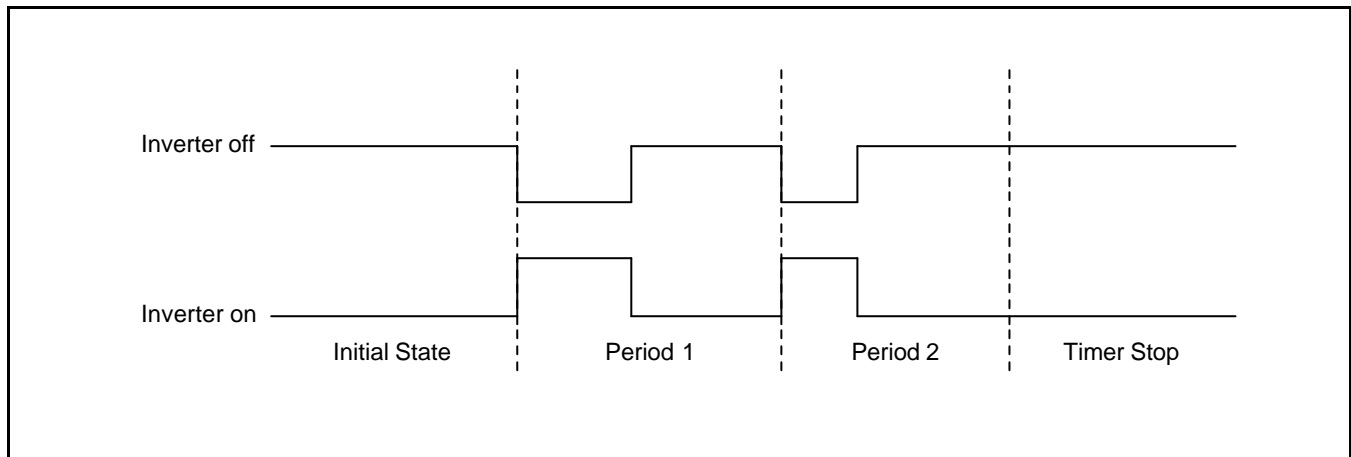 Inverter off
Inverter on
Initial State
Period 1
Period 2
Timer Stop